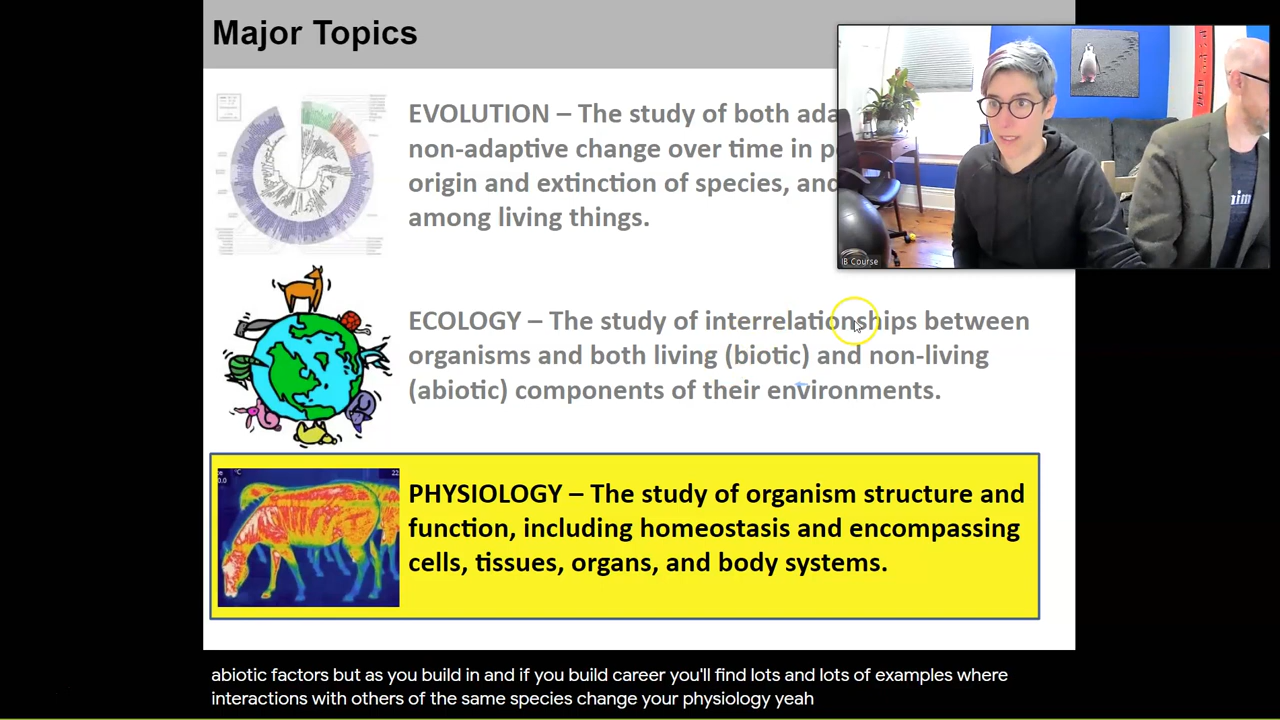 Major Topics
EVOLUTION – The study of both ada
non-adaptive change over time in p
origin and extinction of species, and
among living things.
IB Course
ECOLOGY – The study of interrelationships between
organisms and both living (biotic) and non-living
(abiotic) components of their environments.
PHYSIOLOGY – The study of organism structure and
function, including homeostasis and encompassing
cells, tissues, organs, and body systems.
abiotic factors but as you build in and if you build career you'll find lots and lots of examples where
interactions with others of the same species change your physiology yeah